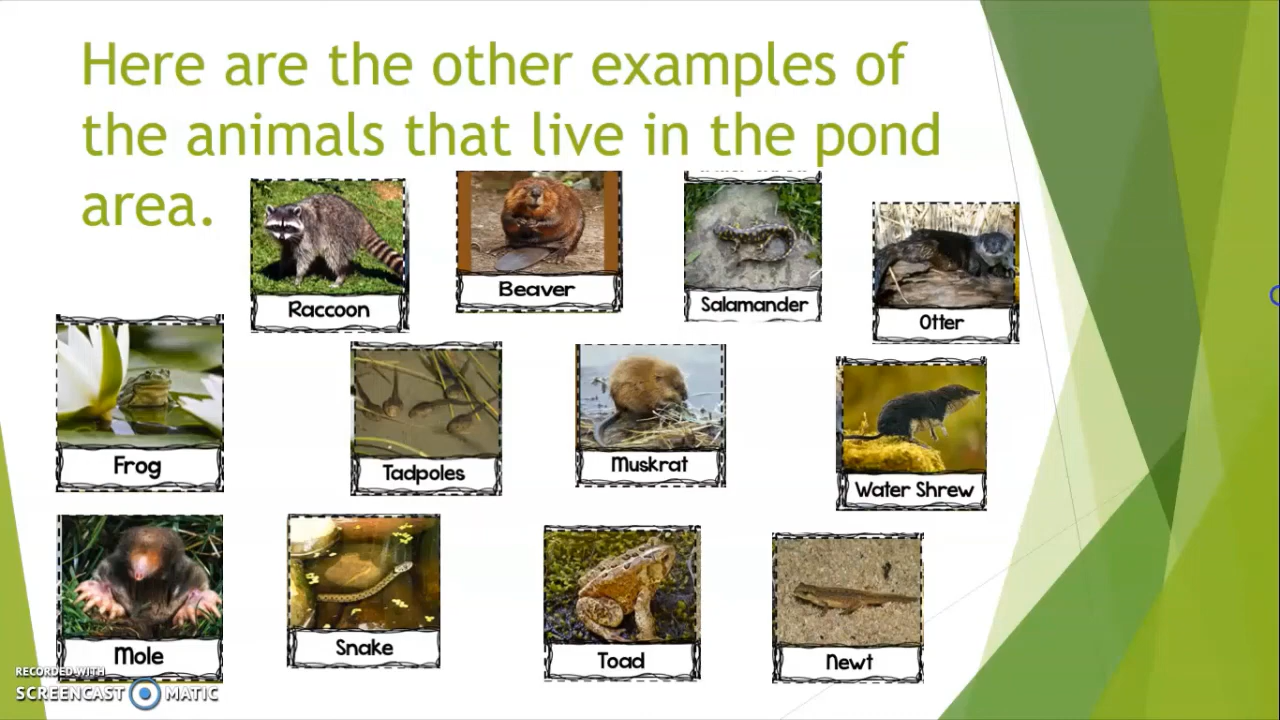 Here are the other examples of
the animals that live in the pond
area.
Raccoon
Beaver
Salamander
Otter
Frog
Tadpoles
Muskrat
Water Shrew
Mole
Snake
Toad
Newt
RECORDED WITH
SCREENCAST MATIC